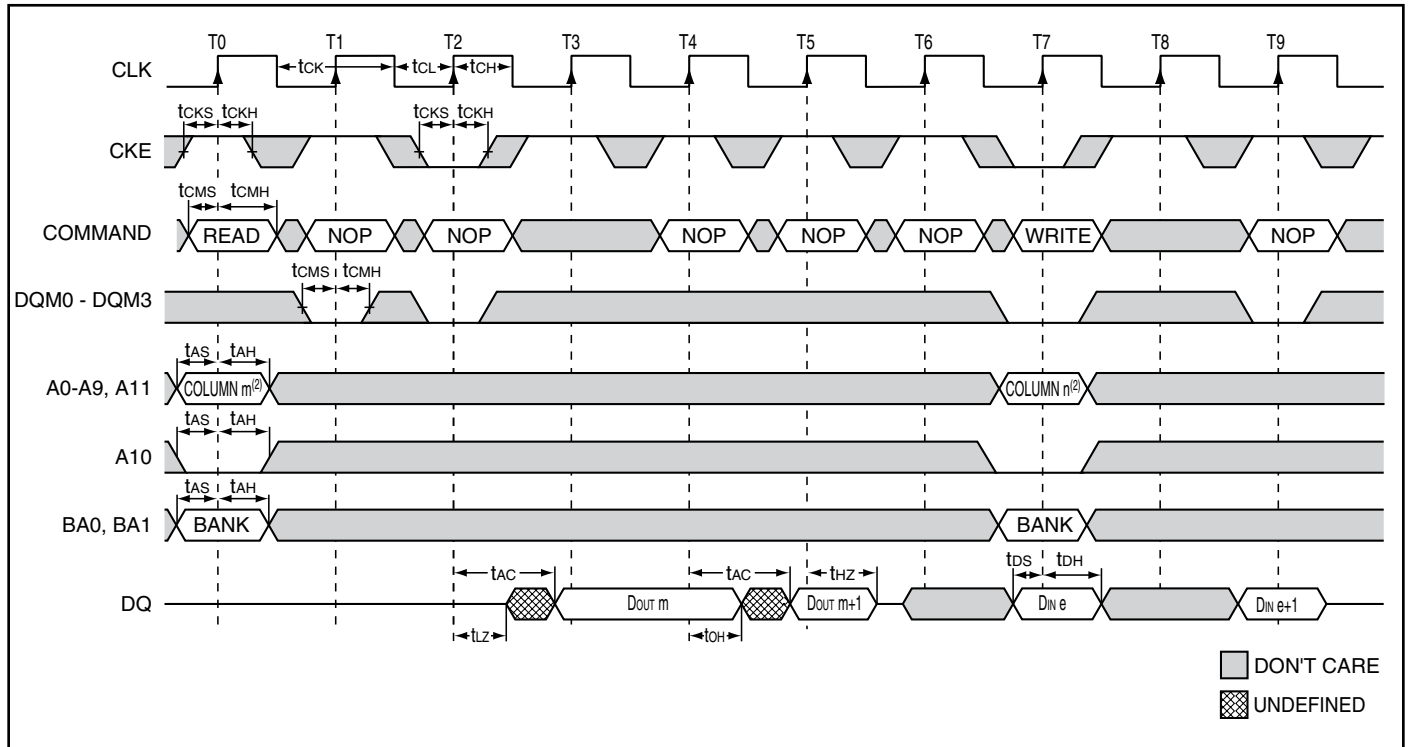 T0 T1 T2 T3 T4 T5 T6 T7 T8 T9
CLK
tCK tCL tCH
tCKS tCKH tCKS tCKH
CKE
tCMS tCMH
COMMAND READ NOP NOP NOP NOP NOP WRITE NOP
tCMS tCMH
DQM0 - DQM3
tAS tAH
A0-A9, A11 COLUMN m(2) COLUMN n(2)
tAS tAH
A10
tAS tAH
BA0, BA1 BANK BANK
tAC tAC tHZ tDS tDH
DQ DOUT m DOUT m+1 DIN e DIN e+1
tLZ tOH
DON'T CARE
UNDEFINED